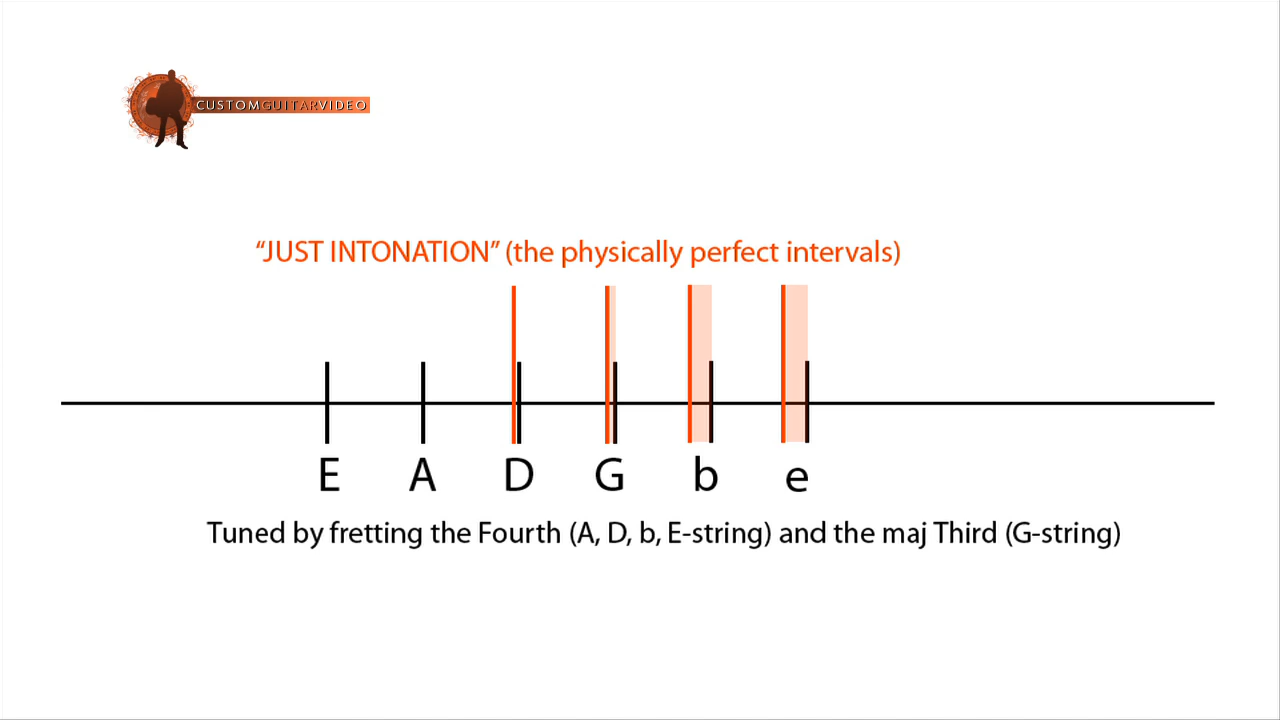 CUSTOMGUITARVIDEO
“JUST INTONATION” (the physically perfect intervals)
E A D G b e
Tuned by fretting the Fourth (A, D, b, E-string) and the maj Third (G-string)